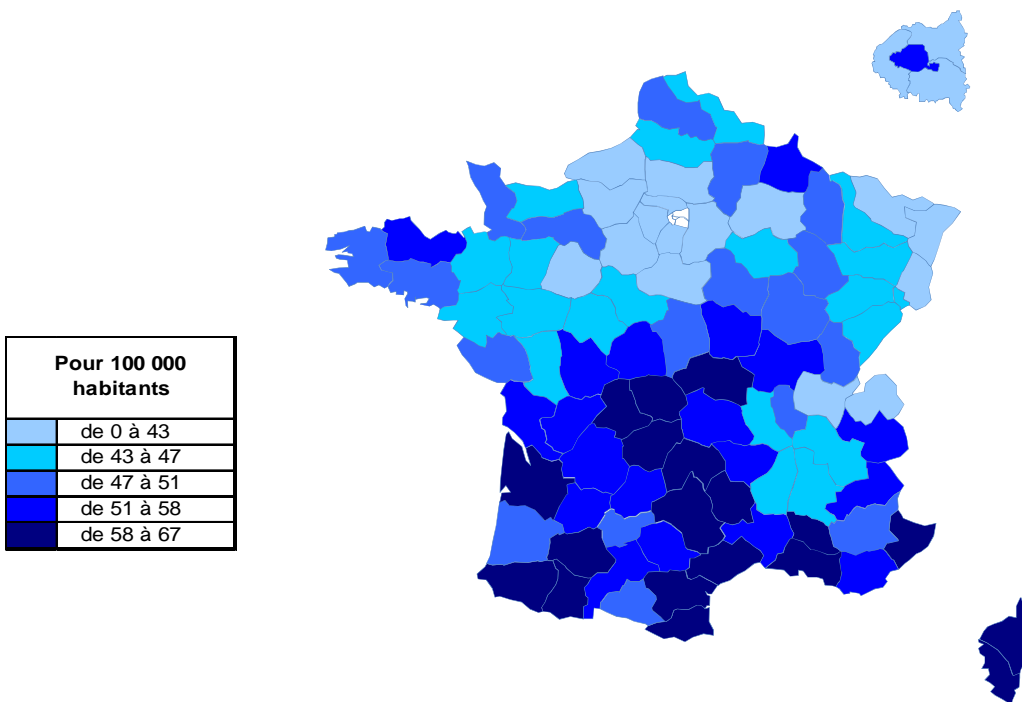 Pour 100 000
habitants
de 0 à 43
de 43 à 47
de 47 à 51
de 51 à 58
de 58 à 67